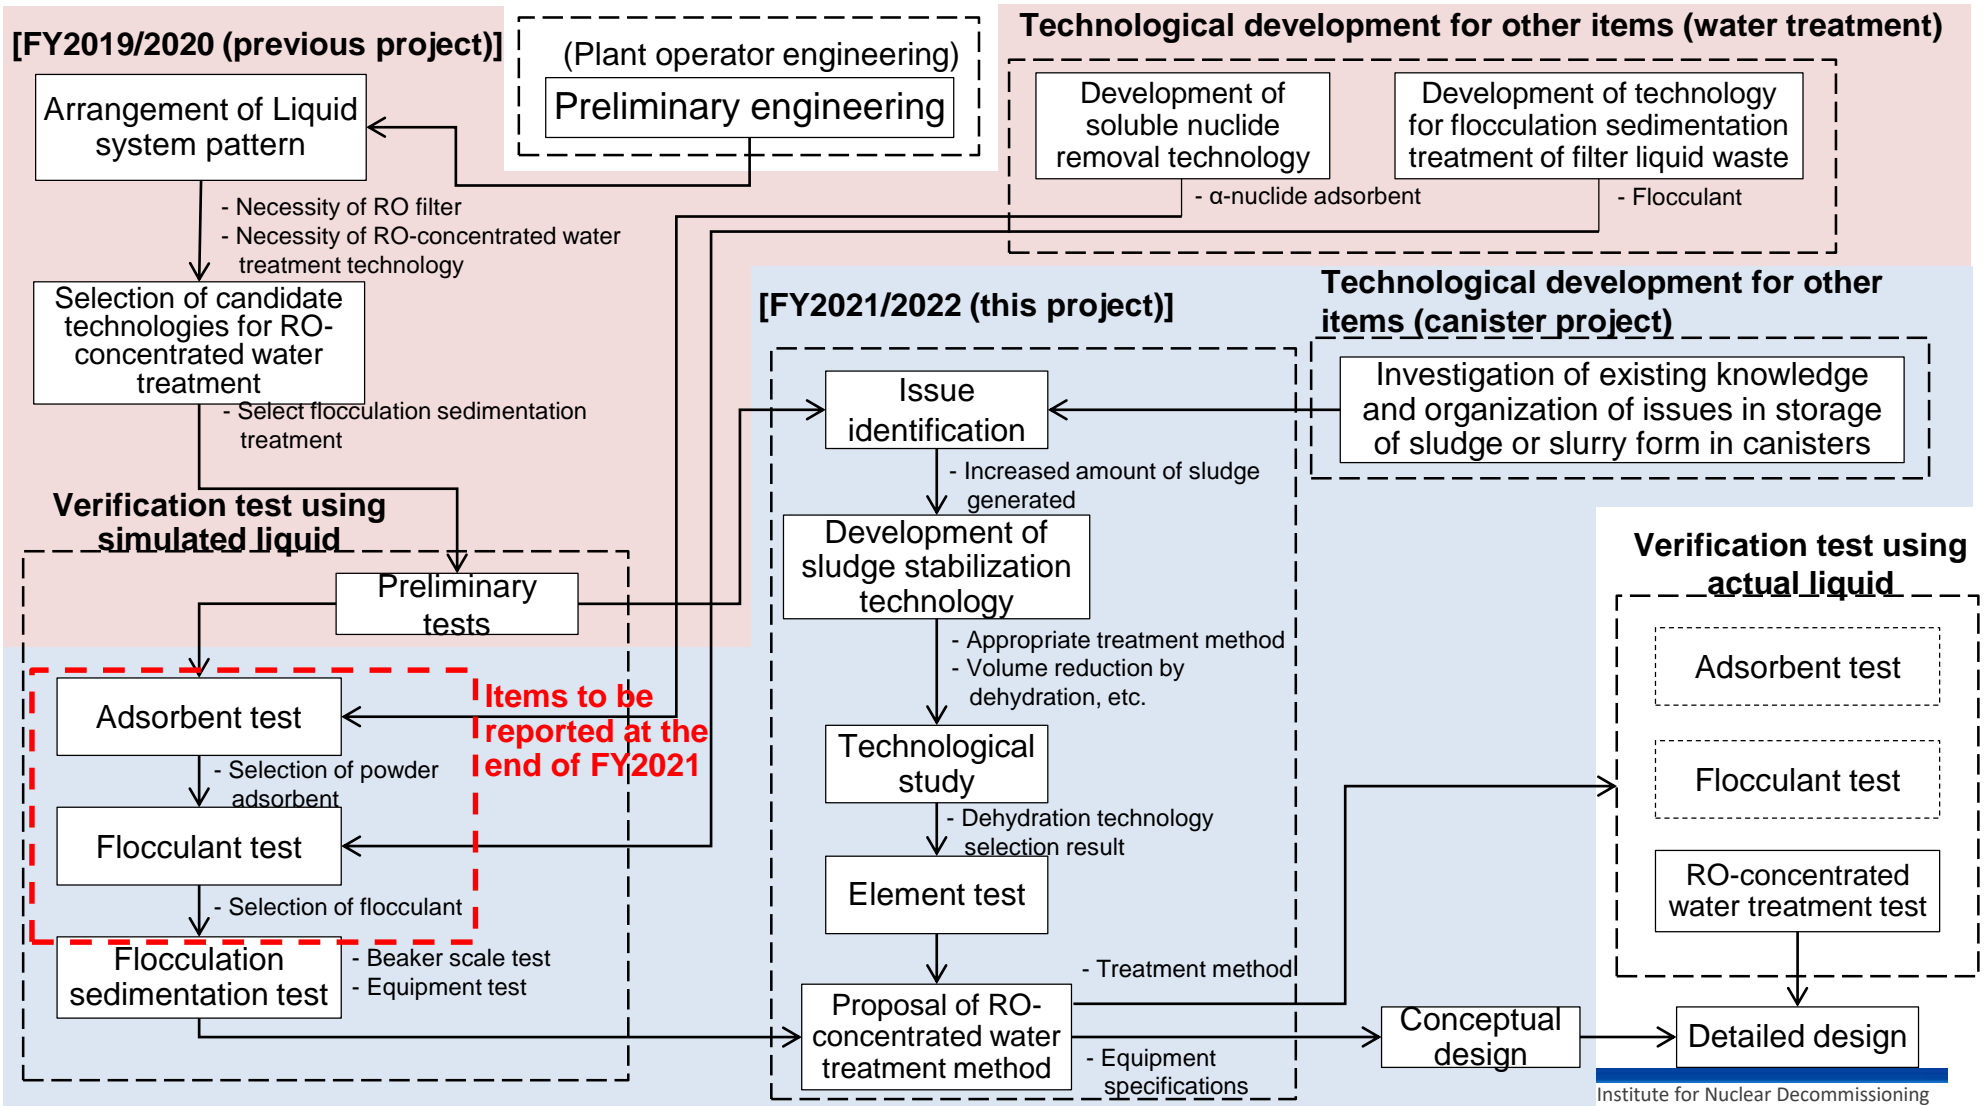 [FY2019/2020 (previous project)]
(Plant operator engineering)
Preliminary engineering
Technological development for other items (water treatment)
Arrangement of Liquid
system pattern
Development of
soluble nuclide
removal technology
Development of technology
for flocculation sedimentation
treatment of filter liquid waste
- α-nuclide adsorbent
- Flocculant
- Necessity of RO filter
- Necessity of RO-concentrated water
treatment technology
Selection of candidate
technologies for RO-
concentrated water
treatment
- Select flocculation sedimentation
treatment
[FY2021/2022 (this project)]
Technological development for other
items (canister project)
Issue
identification
Investigation of existing knowledge
and organization of issues in storage
of sludge or slurry form in canisters
- Increased amount of sludge
generated
Verification test using
simulated liquid
Preliminary
tests
Development of
sludge stabilization
technology
- Appropriate treatment method
- Volume reduction by
dehydration, etc.
Verification test using
actual liquid
Adsorbent test
Flocculant test
RO-concentrated
water treatment test
Adsorbent test
Items to be
reported at the
end of FY2021
- Selection of powder
adsorbent
Flocculant test
- Selection of flocculant
Flocculation
sedimentation test
- Beaker scale test
- Equipment test
Technological
study
- Dehydration technology
selection result
Element test
- Treatment method
Proposal of RO-
concentrated water
treatment method
- Equipment
specifications
Conceptual
design
Detailed design
Institute for Nuclear Decommissioning